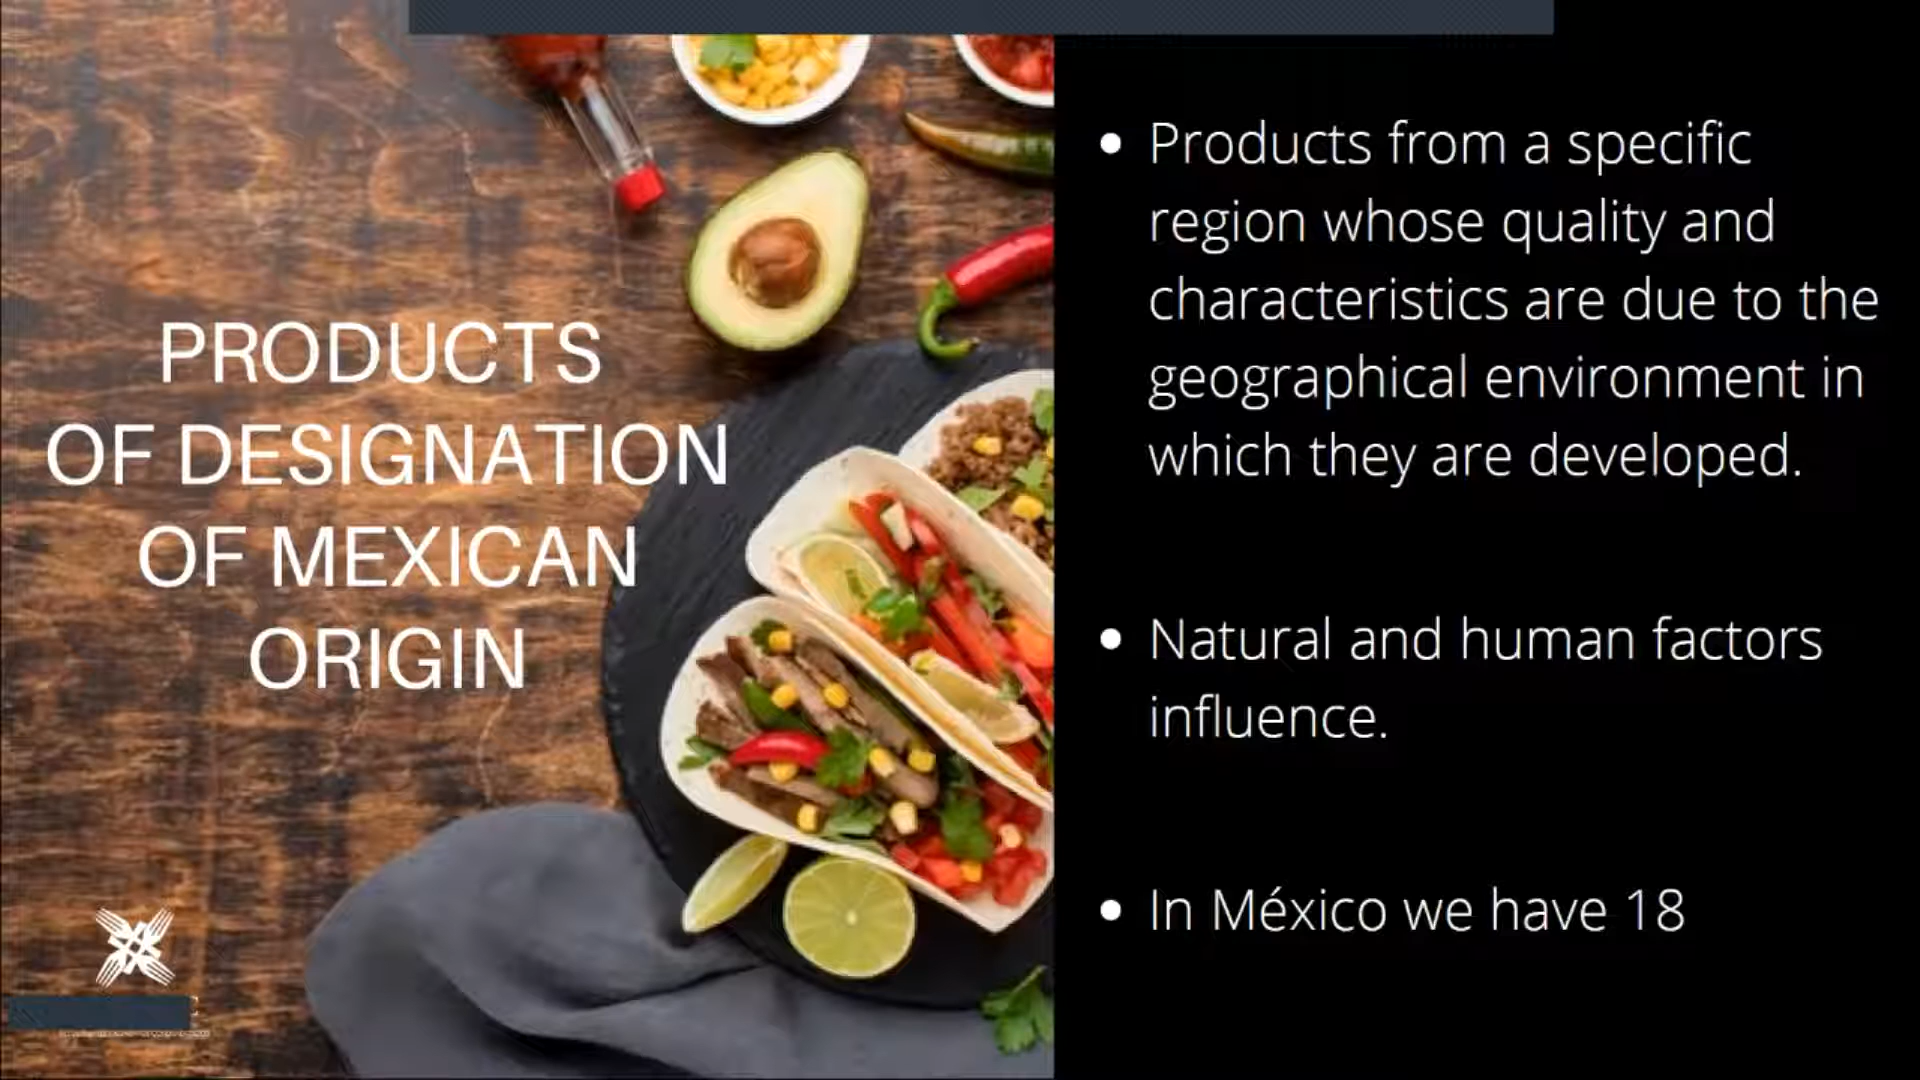 PRODUCTS
OF DESIGNATION
OF MEXICAN
ORIGIN
• Products from a specific
region whose quality and
characteristics are due to the
geographical environment in
which they are developed.
• Natural and human factors
influence.
• In México we have 18